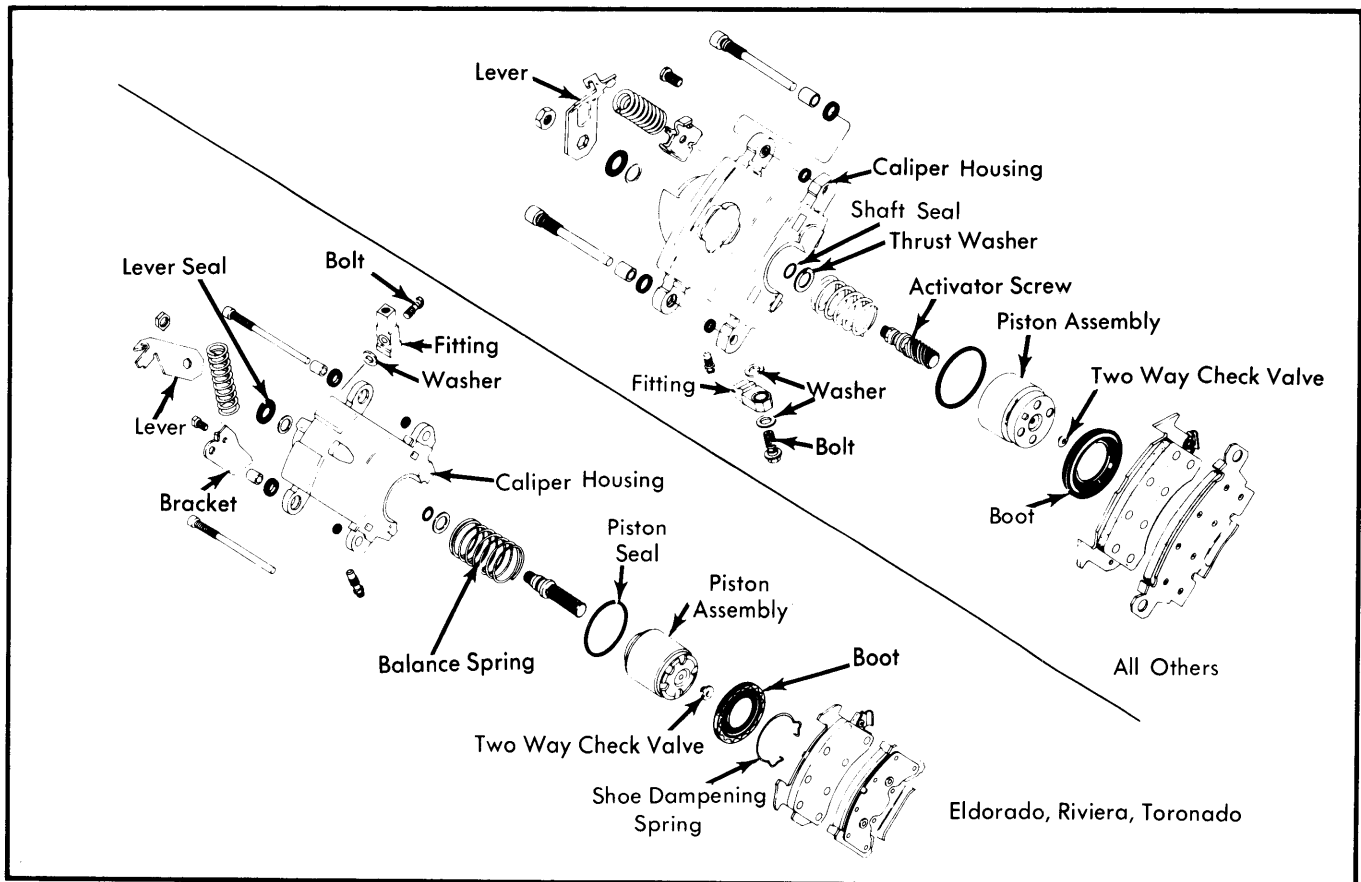 Lever
Caliper Housing
Shaft Seal
Thrust Washer
Activator Screw
Piston Assembly
Two Way Check Valve
Fitting
Washer
Bolt
Boot
All Others
Lever Seal
Bolt
Fitting
Washer
Lever
Bracket
Caliper Housing
Piston
Seal
Balance Spring
Piston
Assembly
Boot
Two Way Check Valve
Shoe Dampening
Spring
Eldorado, Riviera, Toronado